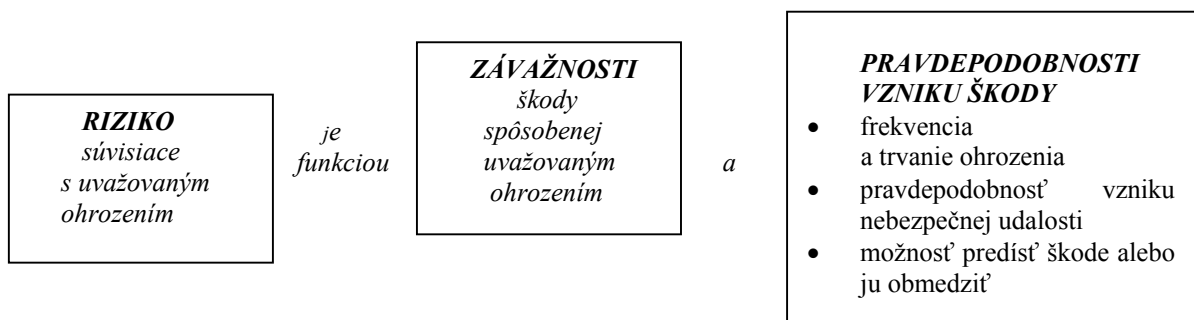 RIZIKO
súvisiace
s uvažovaným
ohrozením
je
funkciou
ZÁVAŽNOSTI
škody
spôsobenej
uvažovaným
ohrozením
a
PRAVDEPODOBNOSTI
VZNIKU ŠKODY
• frekvencia
a trvanie ohrozenia
• pravdepodobnosť vzniku
nebezpečnej udalosti
• možnosť predísť škode alebo
ju obmedziť